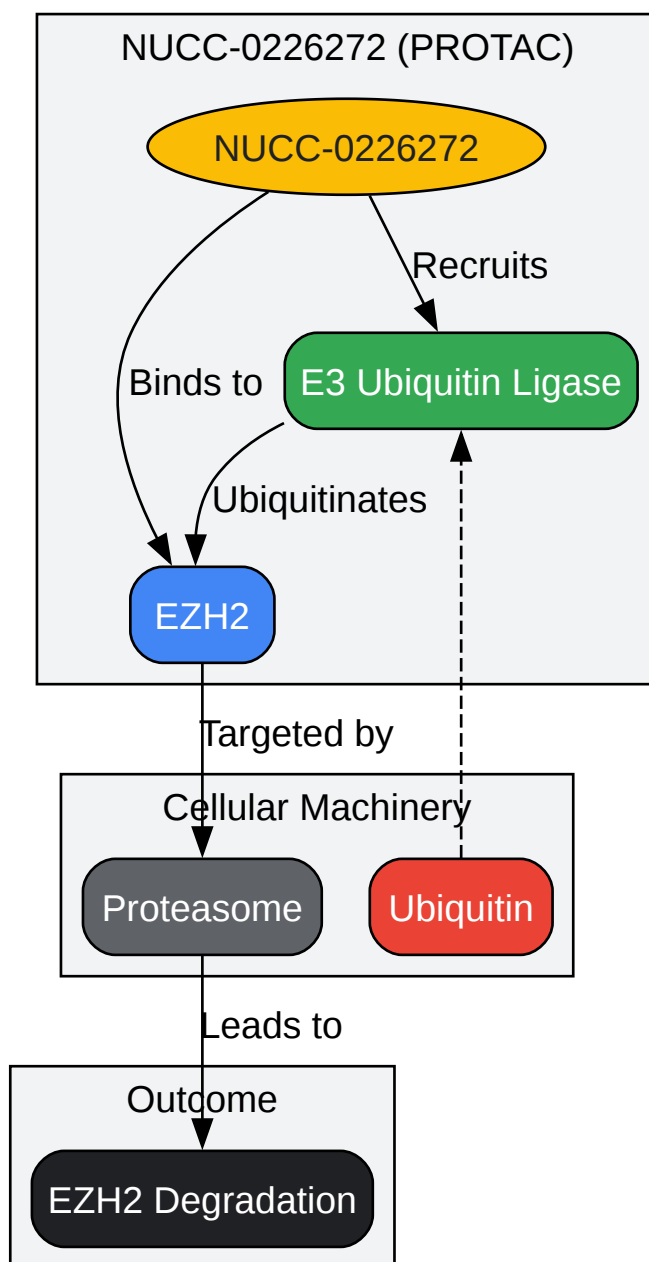 NUCC-0226272 (PROTAC)
NUCC-0226272
Recruits
E3 Ubiquitin Ligase
Binds to
Ubiquitinates
EZH2
Targeted by
Cellular Machinery
Proteasome
Ubiquitin
Leads to
Outcome
EZH2 Degradation